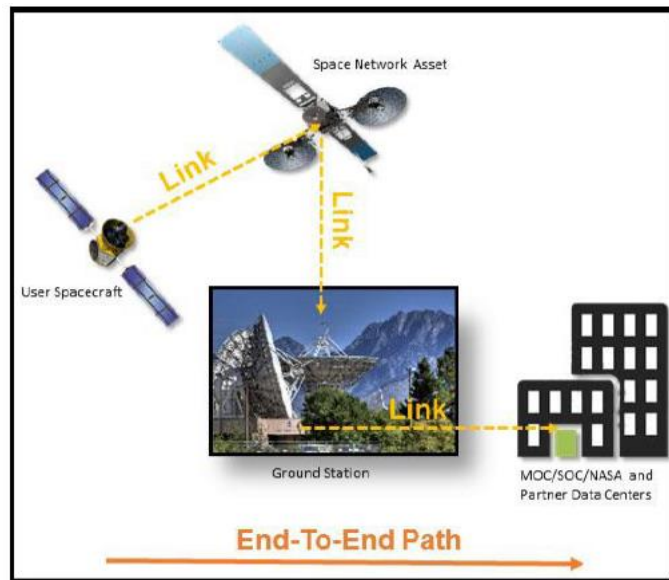 Space Network Asset
Link
Link
User Spacecraft
Link
Ground Station
MOC/SOC/NASA and
Partner Data Centers
End-To-End Path